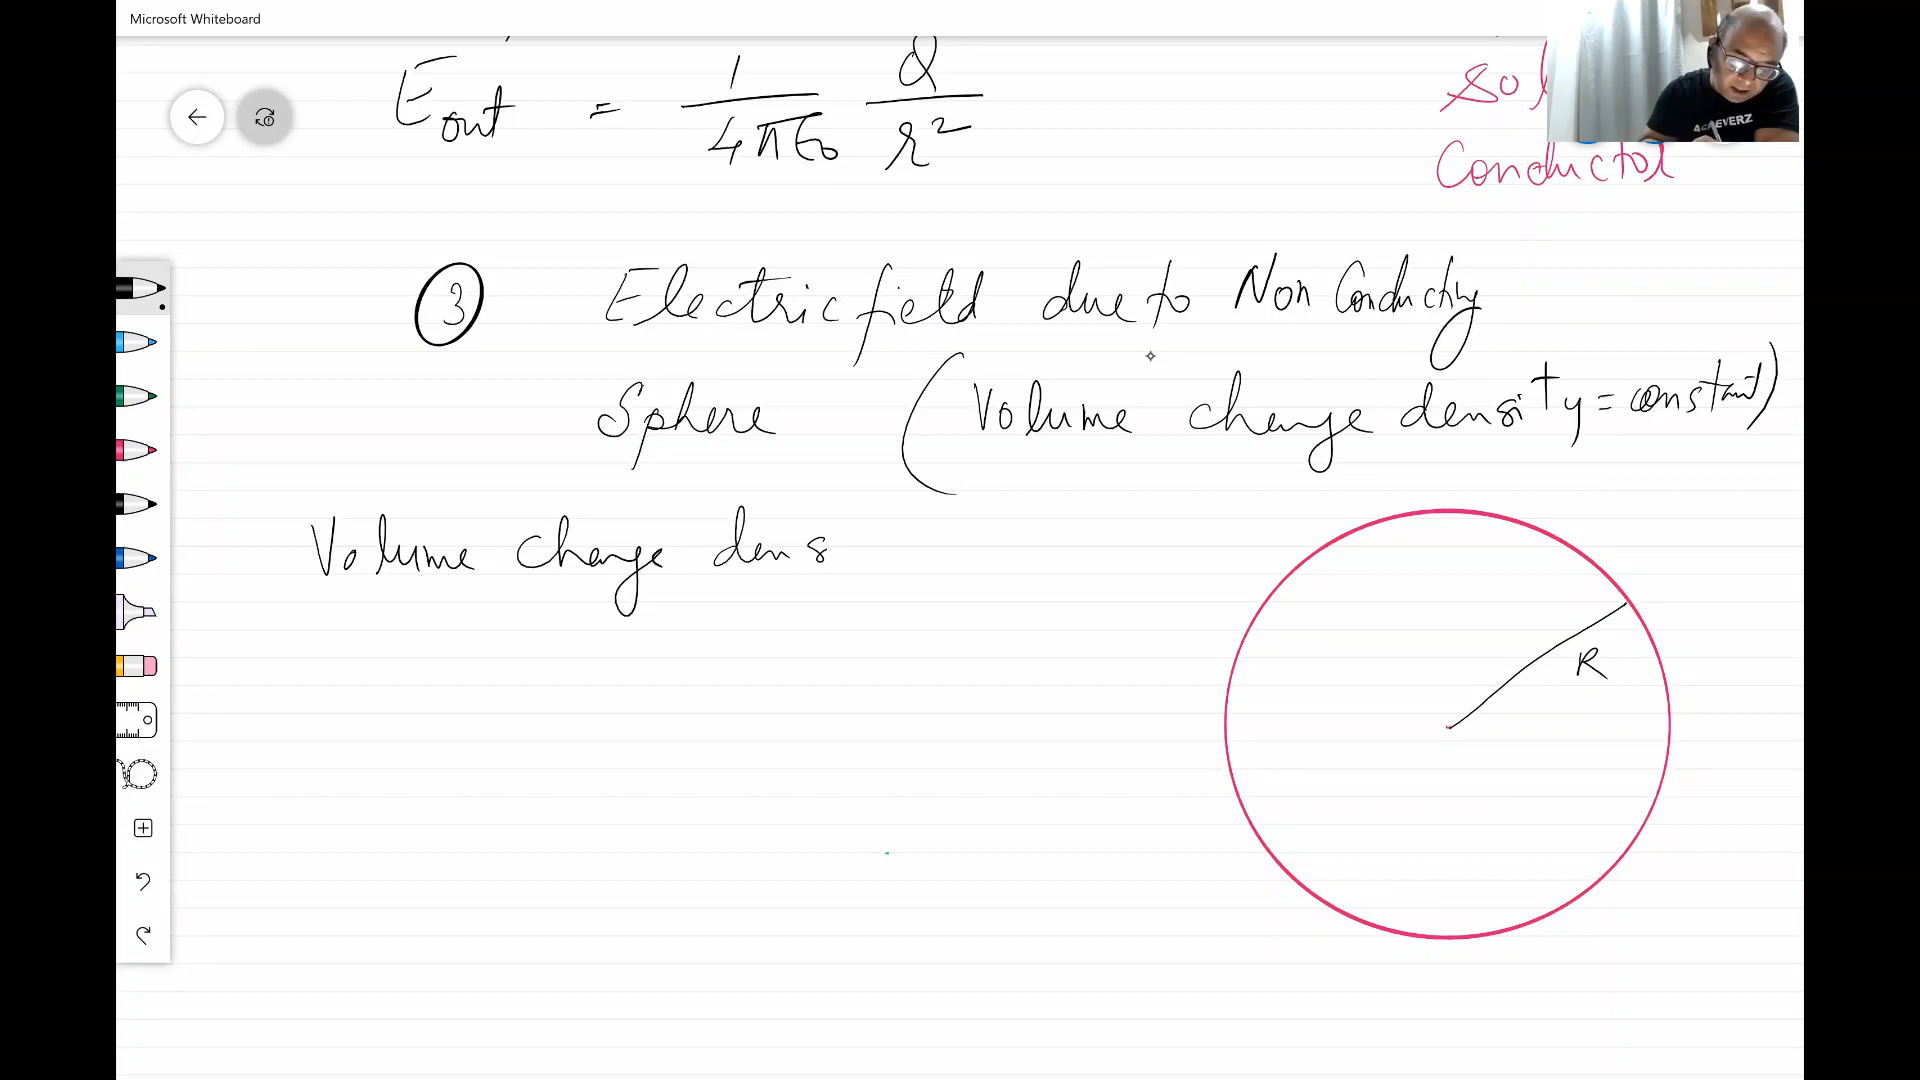 Microsoft Whiteboard
E_out = 1/4πε₀ Q/r²
Sol
Conductor
ACHIEVERZ
③ Electric field due to Non Conducting
Sphere (Volume charge density = constant)
Volume charge dens
R